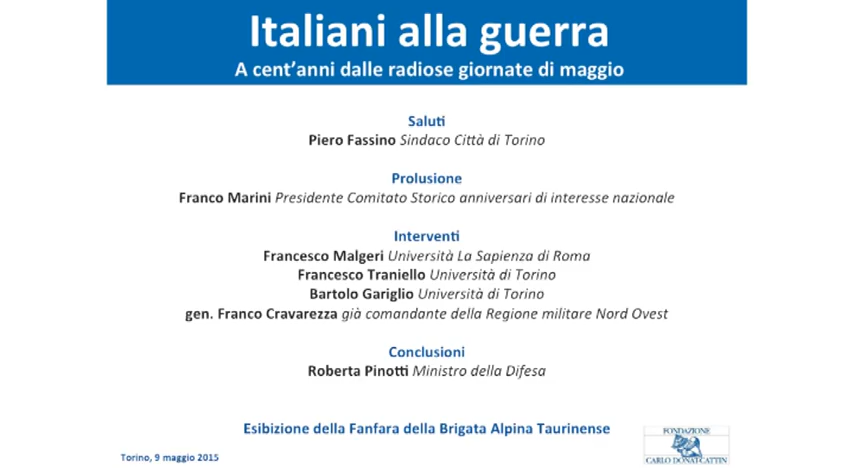 Italiani alla guerra
A cent'anni dalle radiose giornate di maggio
Saluti
Piero Fassino Sindaco Città di Torino
Prolusione
Franco Marini Presidente Comitato Storico anniversari di interesse nazionale
Interventi
Francesco Malgeri Università La Sapienza di Roma
Francesco Traniello Università di Torino
Bartolo Gariglio Università di Torino
gen. Franco Cravarezza già comandante della Regione militare Nord Ovest
Conclusioni
Roberta Pinotti Ministro della Difesa
Esibizione della Fanfara della Brigata Alpina Taurinense
Torino, 9 maggio 2015
FONDAZIONE
CARLO DONAT-CATTIN